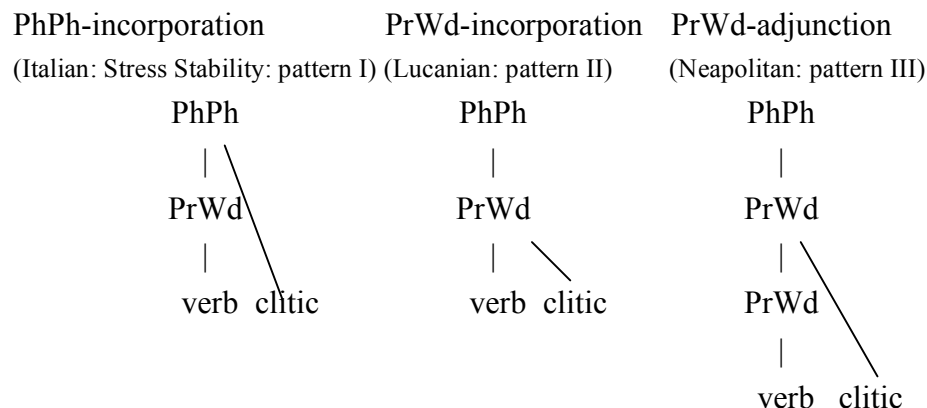 PhPh-incorporation PrWd-incorporation PrWd-adjunction
(Italian: Stress Stability: pattern I) (Lucanian: pattern II) (Neapolitan: pattern III)
PhPh PhPh PhPh
PrWd PrWd PrWd
verb clitic verb clitic PrWd
verb clitic